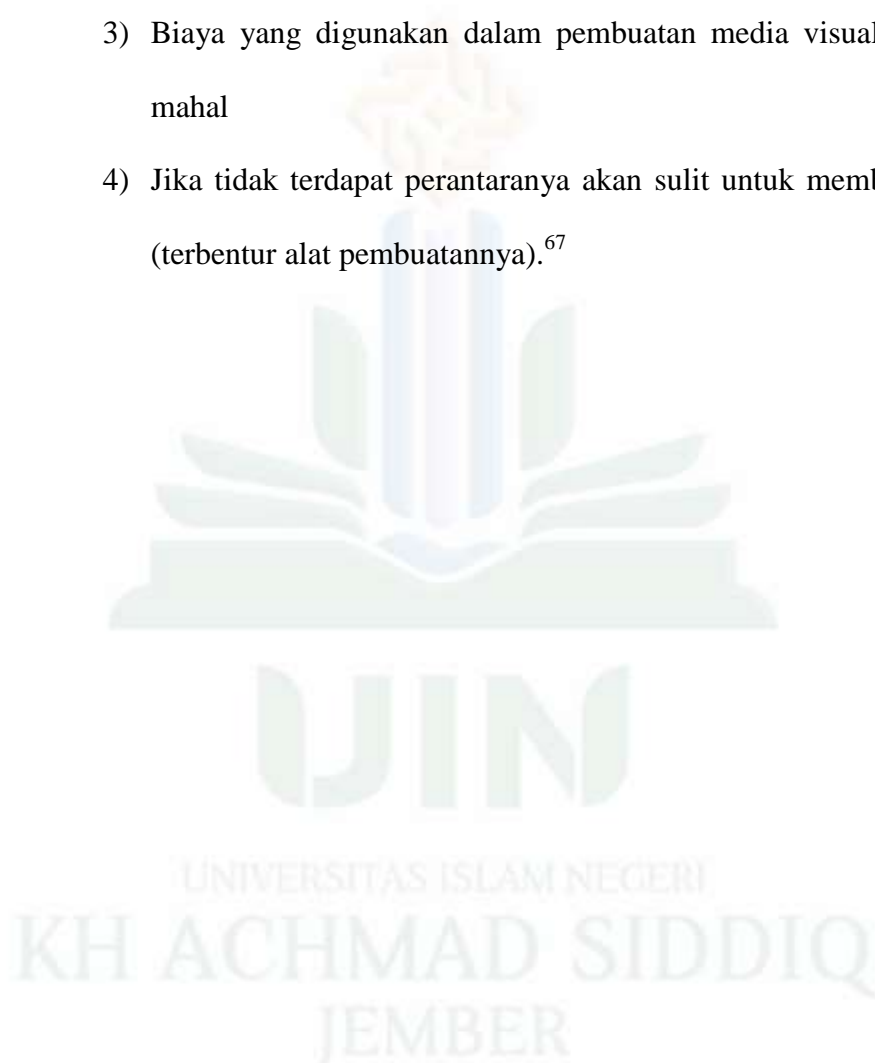 3) Biaya yang digunakan dalam pembuatan media visual
mahal
4) Jika tidak terdapat perantaranya akan sulit untuk
(terbentur alat pembuatannya).67
UIN
UNIVERSITAS ISLAM NEGERI
KH ACHMAD SIDDIQ
JEMBER